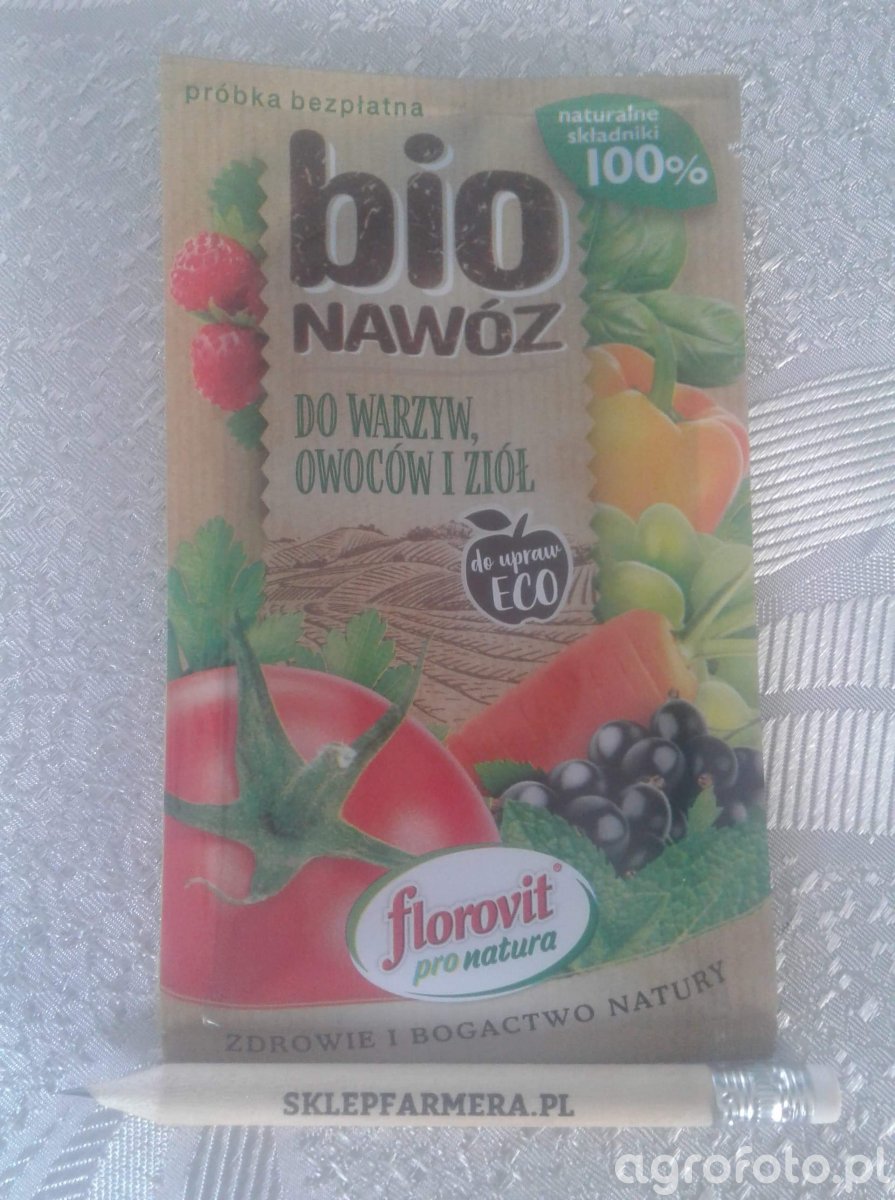 próbka bezpłatna
naturalne
składniki
100%
bio
NAWÓZ
DO WARZYW,
OWOCÓW I ZIÓŁ
do upraw
ECO
florovit®
pro natura
ZDROWIE I BOGACTWO NATURY
SKLEPFARMERA.PL
agrofoto.pl